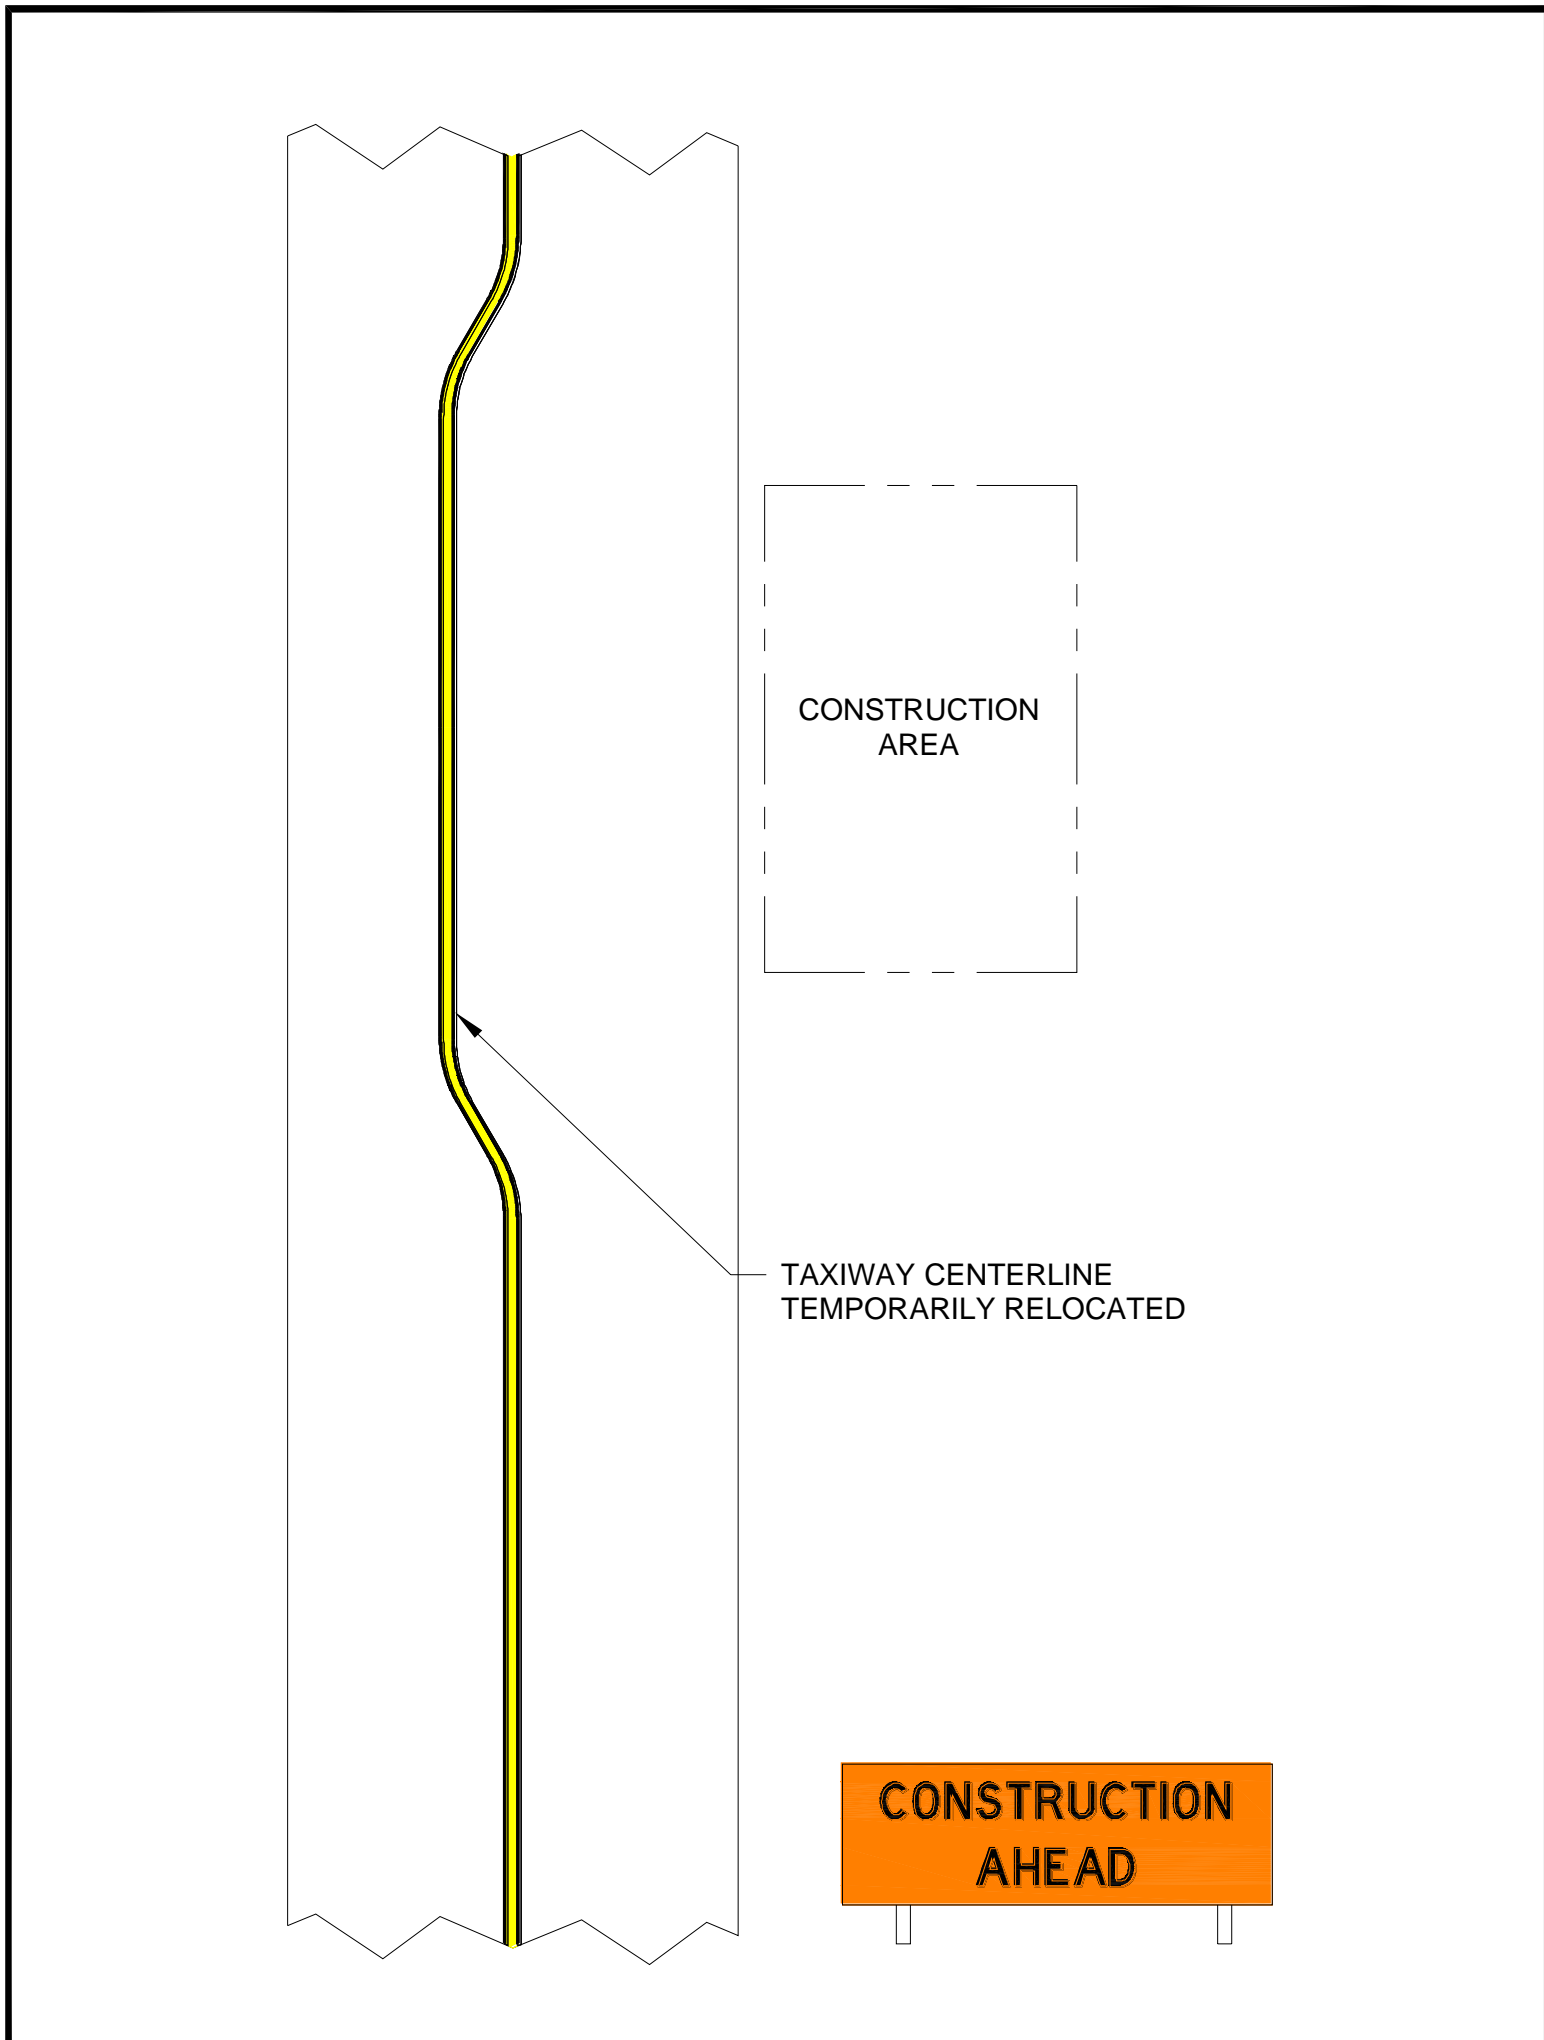 CONSTRUCTION
AREA
TAXIWAY CENTERLINE
TEMPORARILY RELOCATED
CONSTRUCTION
AHEAD